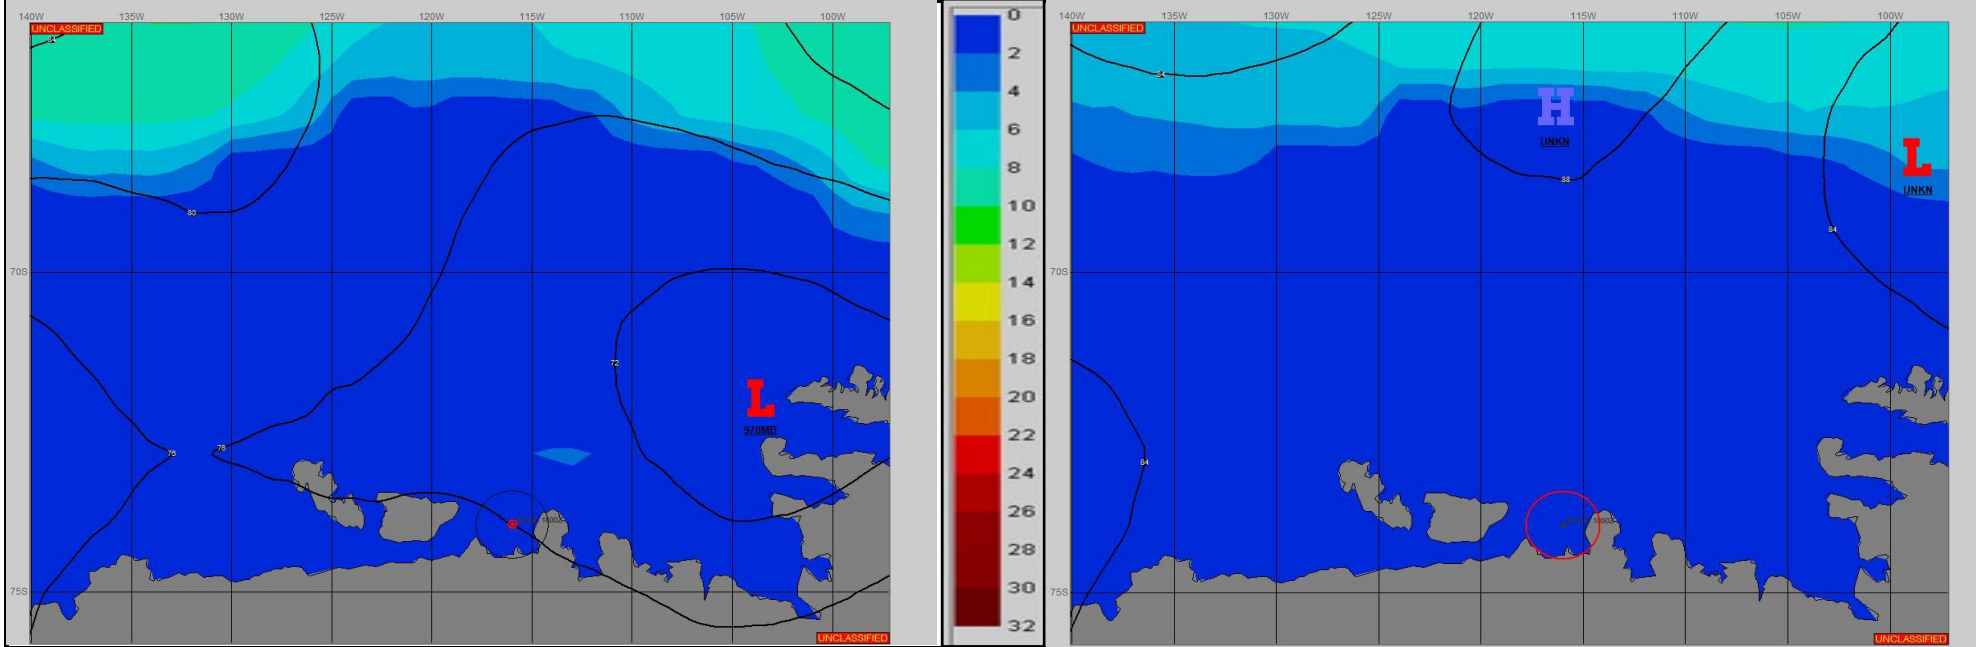 140W 135W 130W 125W 120W 115W 110W 105W 100W
UNCLASSIFIED
80
76
76
72
L
970MB
70S
75S
UNCLASSIFIED
0
2
4
6
8
10
12
14
16
18
20
22
24
26
28
30
32
140W 135W 130W 125W 120W 115W 110W 105W 100W
UNCLASSIFIED
H
UNKN
88
L
UNKN
84
70S
84
75S
UNCLASSIFIED